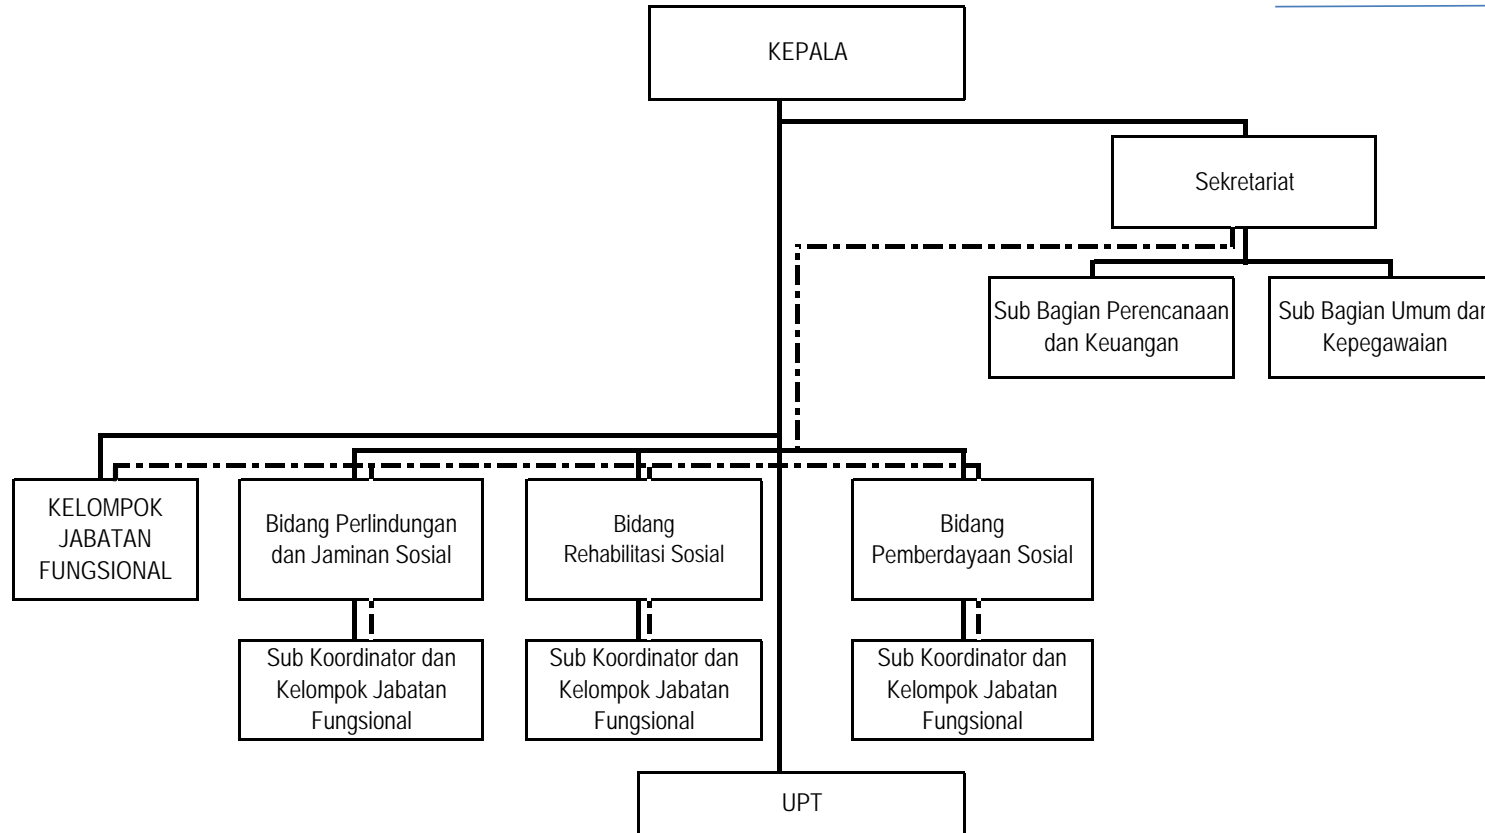 KEPALA
Sekretariat
Sub Bagian Perencanaan
dan Keuangan
Sub Bagian Umum dan
Kepegawaian
KELOMPOK
JABATAN
FUNGSIONAL
Bidang Perlindungan
dan Jaminan Sosial
Bidang
Rehabilitasi Sosial
Bidang
Pemberdayaan Sosial
Sub Koordinator dan
Kelompok Jabatan
Fungsional
Sub Koordinator dan
Kelompok Jabatan
Fungsional
Sub Koordinator dan
Kelompok Jabatan
Fungsional
UPT